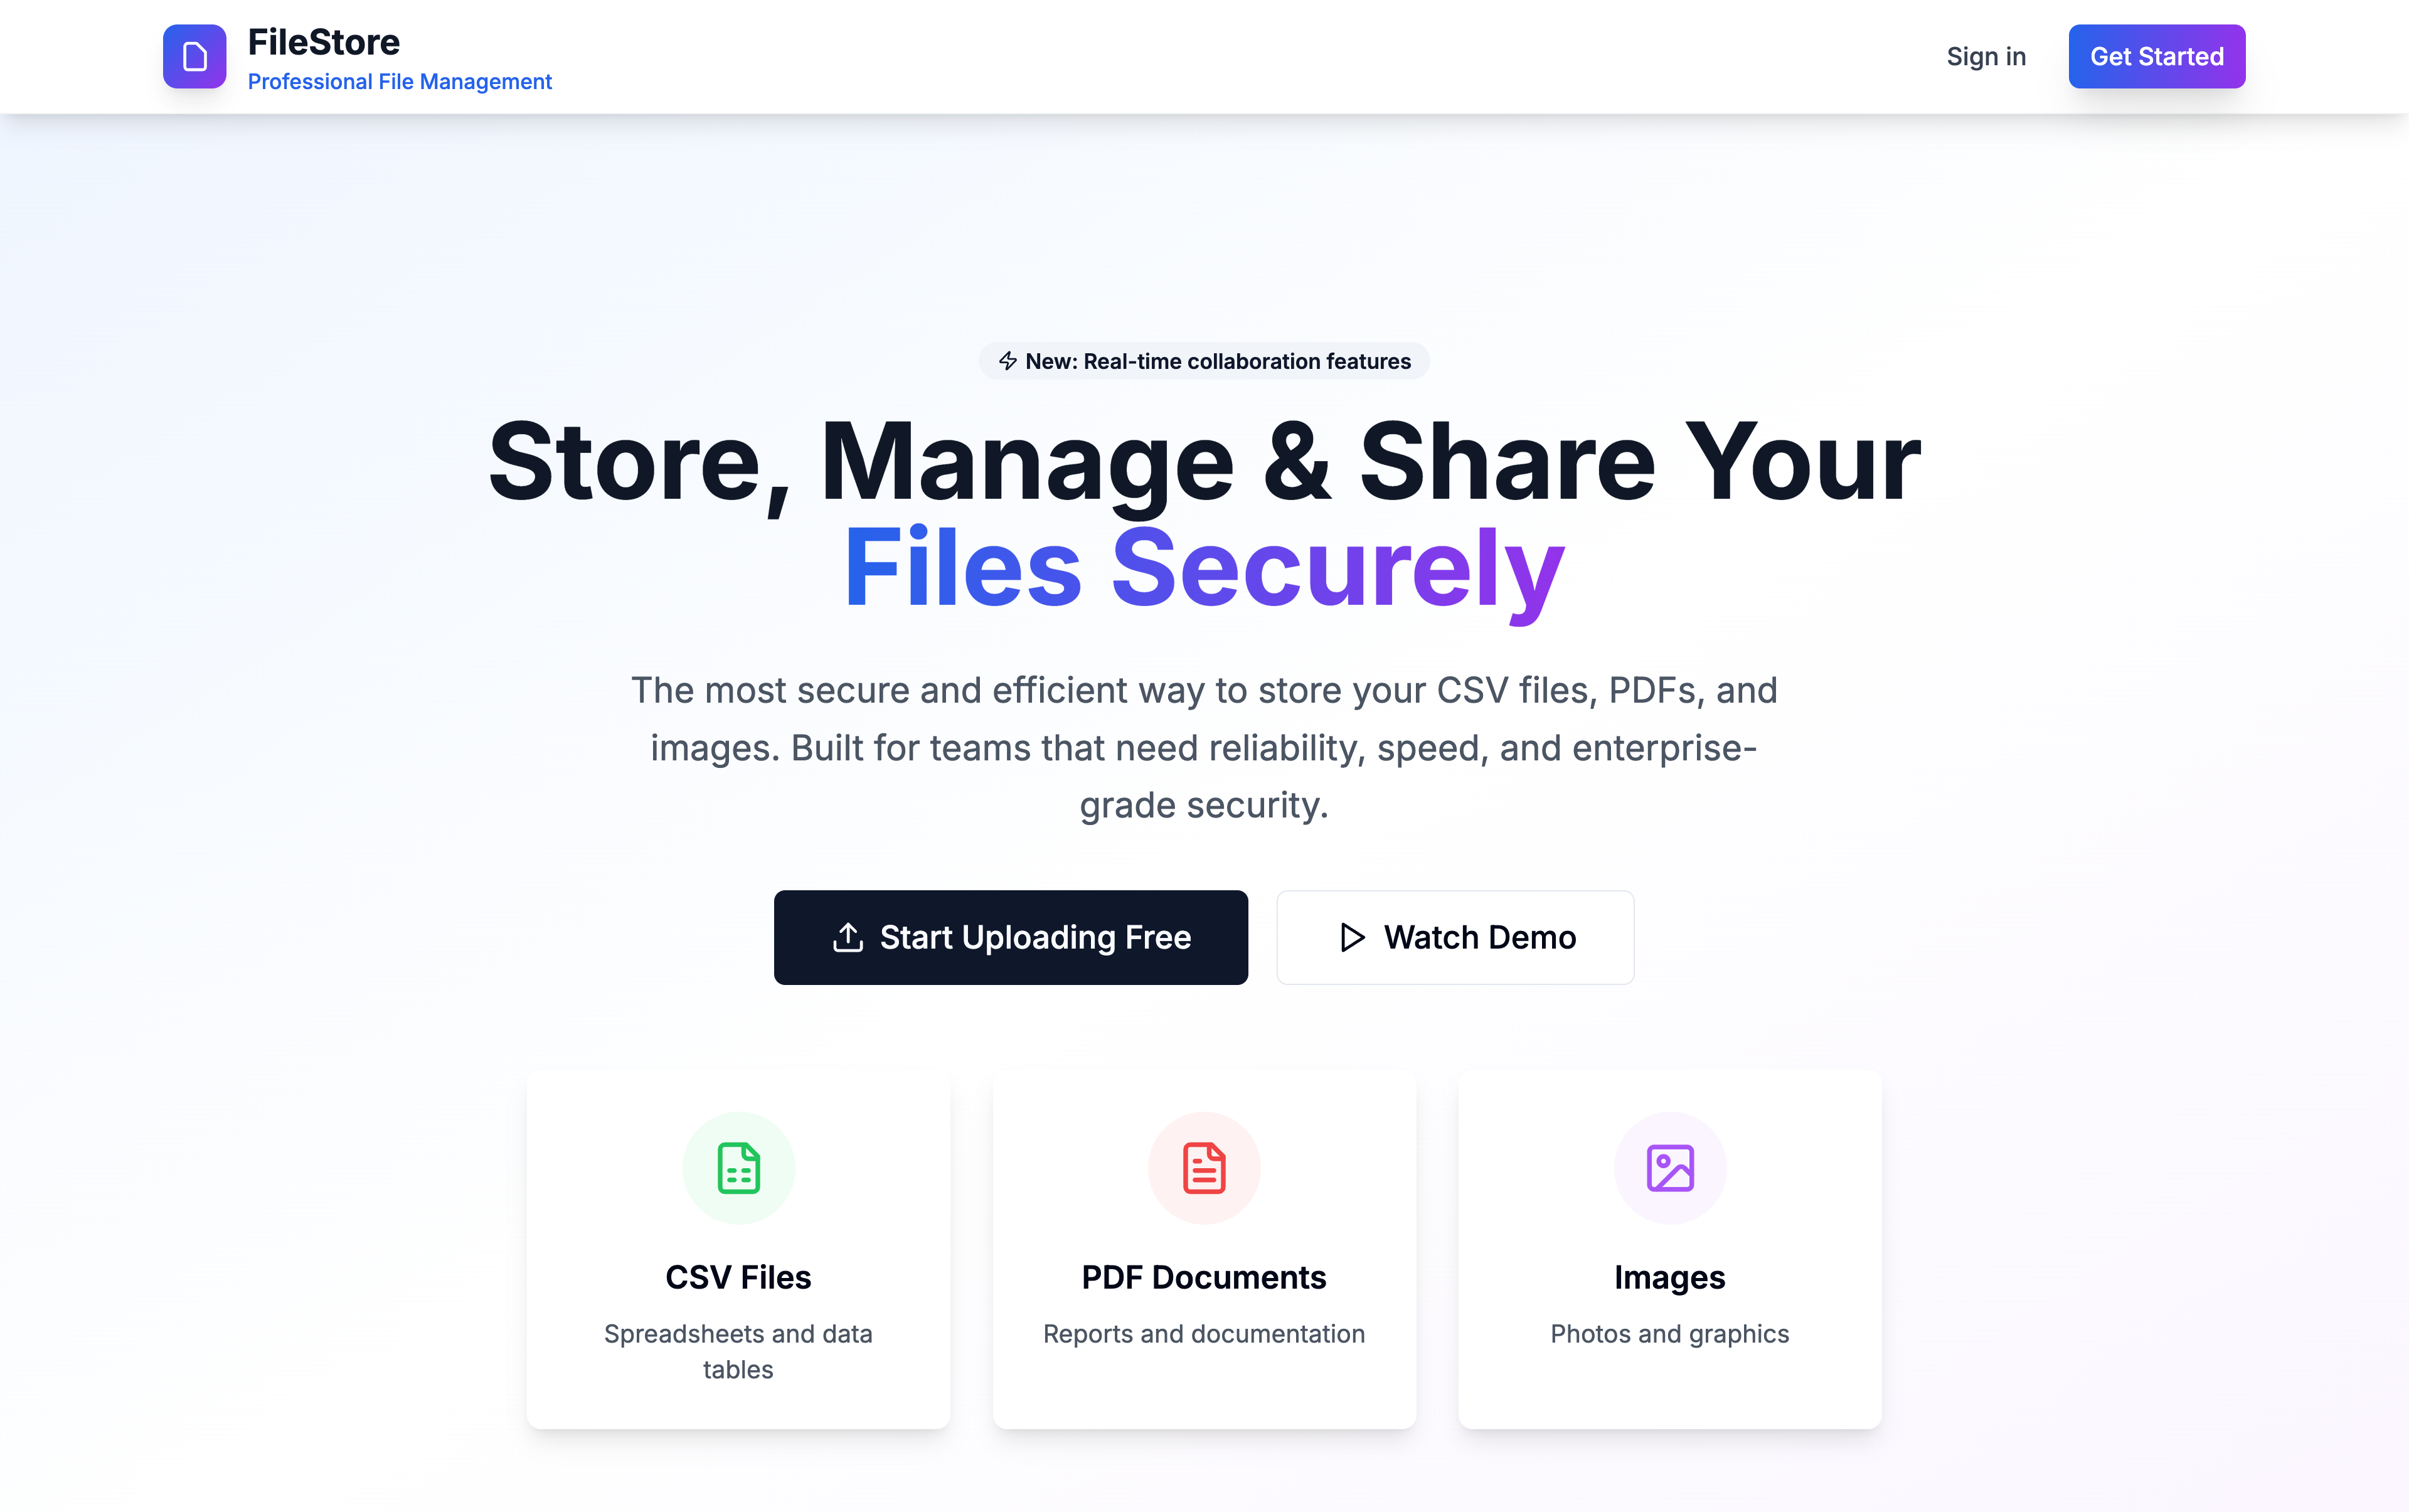 FileStore
Professional File Management
Sign in
Get Started
New: Real-time collaboration features
Store, Manage & Share Your
Files Securely
The most secure and efficient way to store your CSV files, PDFs, and
images. Built for teams that need reliability, speed, and enterprise-
grade security.
Start Uploading Free
Watch Demo
CSV Files
Spreadsheets and data
tables
PDF Documents
Reports and documentation
Images
Photos and graphics